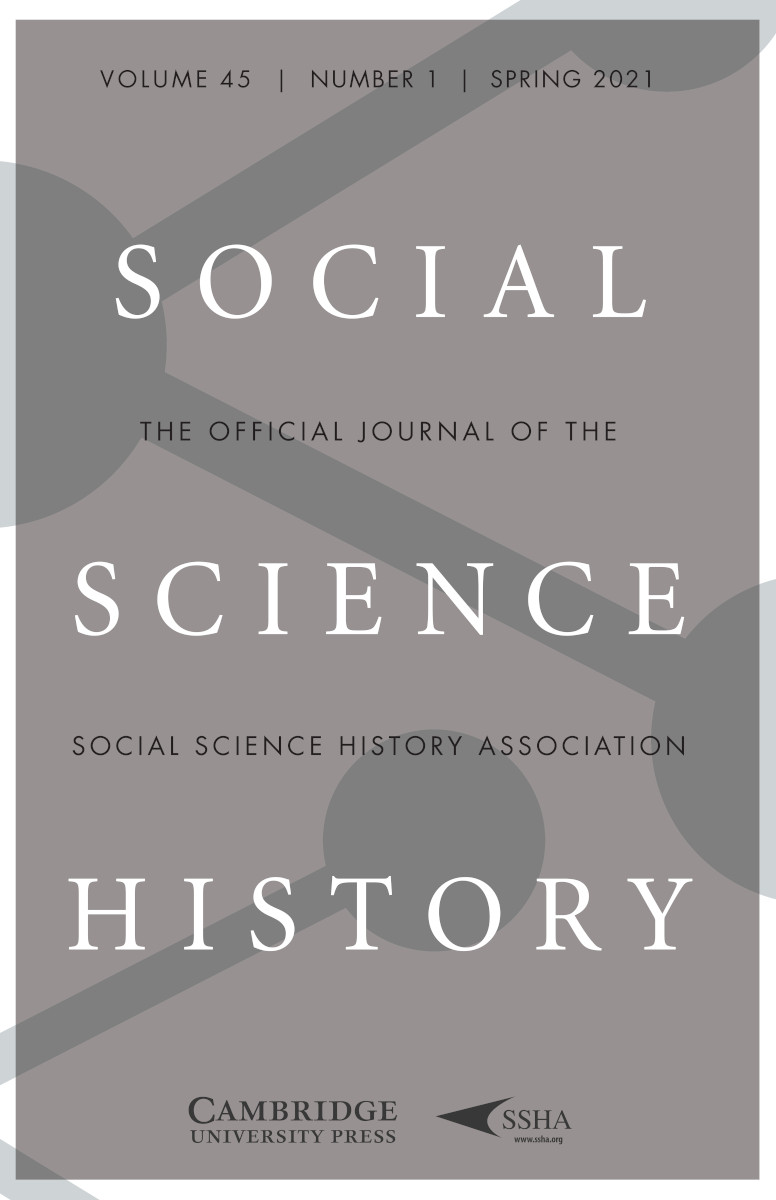 VOLUME 45 | NUMBER 1 | SPRING 2021
SOCIAL
THE OFFICIAL JOURNAL OF THE
SCIENCE
SOCIAL SCIENCE HISTORY ASSOCIATION
HISTORY
CAMBRIDGE
UNIVERSITY PRESS
SSHA
www.ssha.org